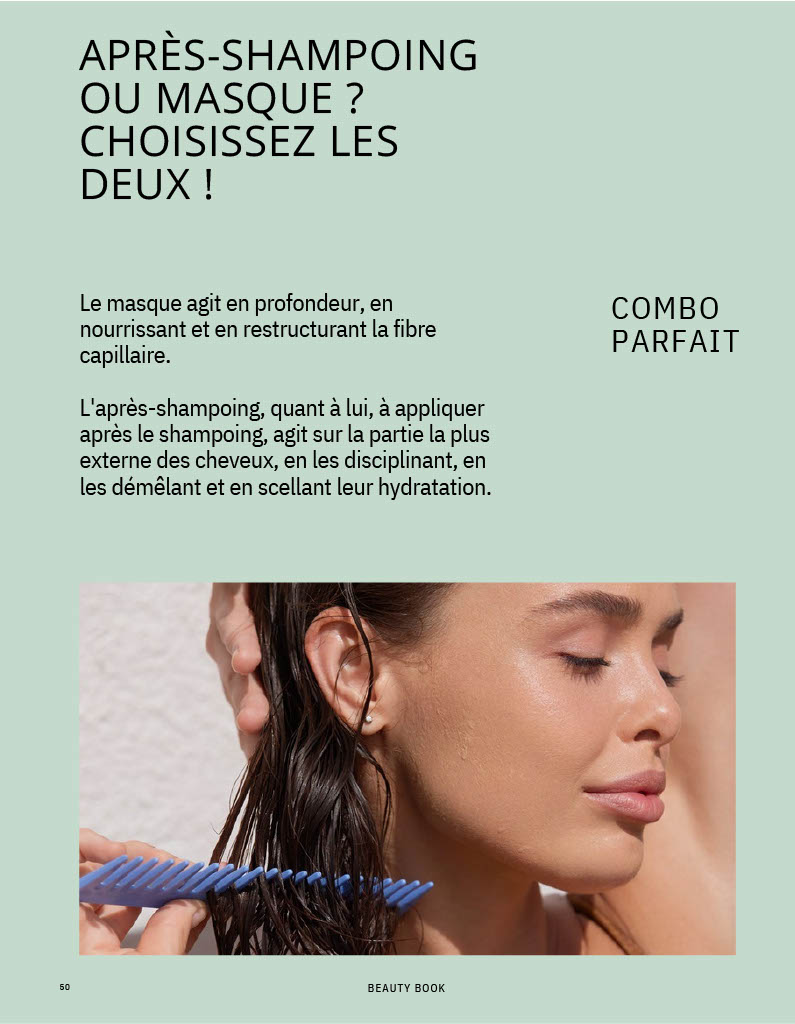 APRÈS-SHAMPOING
OU MASQUE ?
CHOISISSEZ LES
DEUX !
Le masque agit en profondeur, en
nourrissant et en restructurant la fibre
capillaire.
L'après-shampoing, quant à lui, à appliquer
après le shampoing, agit sur la partie la plus
externe des cheveux, en les disciplinant, en
les démêlant et en scellant leur hydratation.
COMBO
PARFAIT
50
BEAUTY BOOK